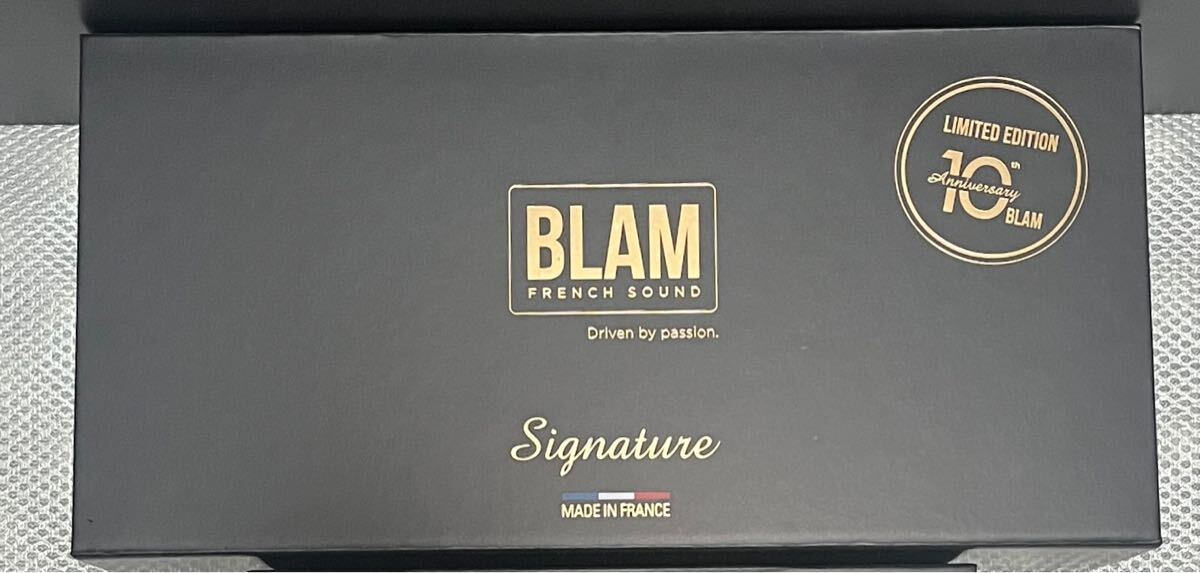 LIMITED EDITION
10th
Anniversary
BLAM
BLAM
FRENCH SOUND
Driven by passion.
Signature
MADE IN FRANCE